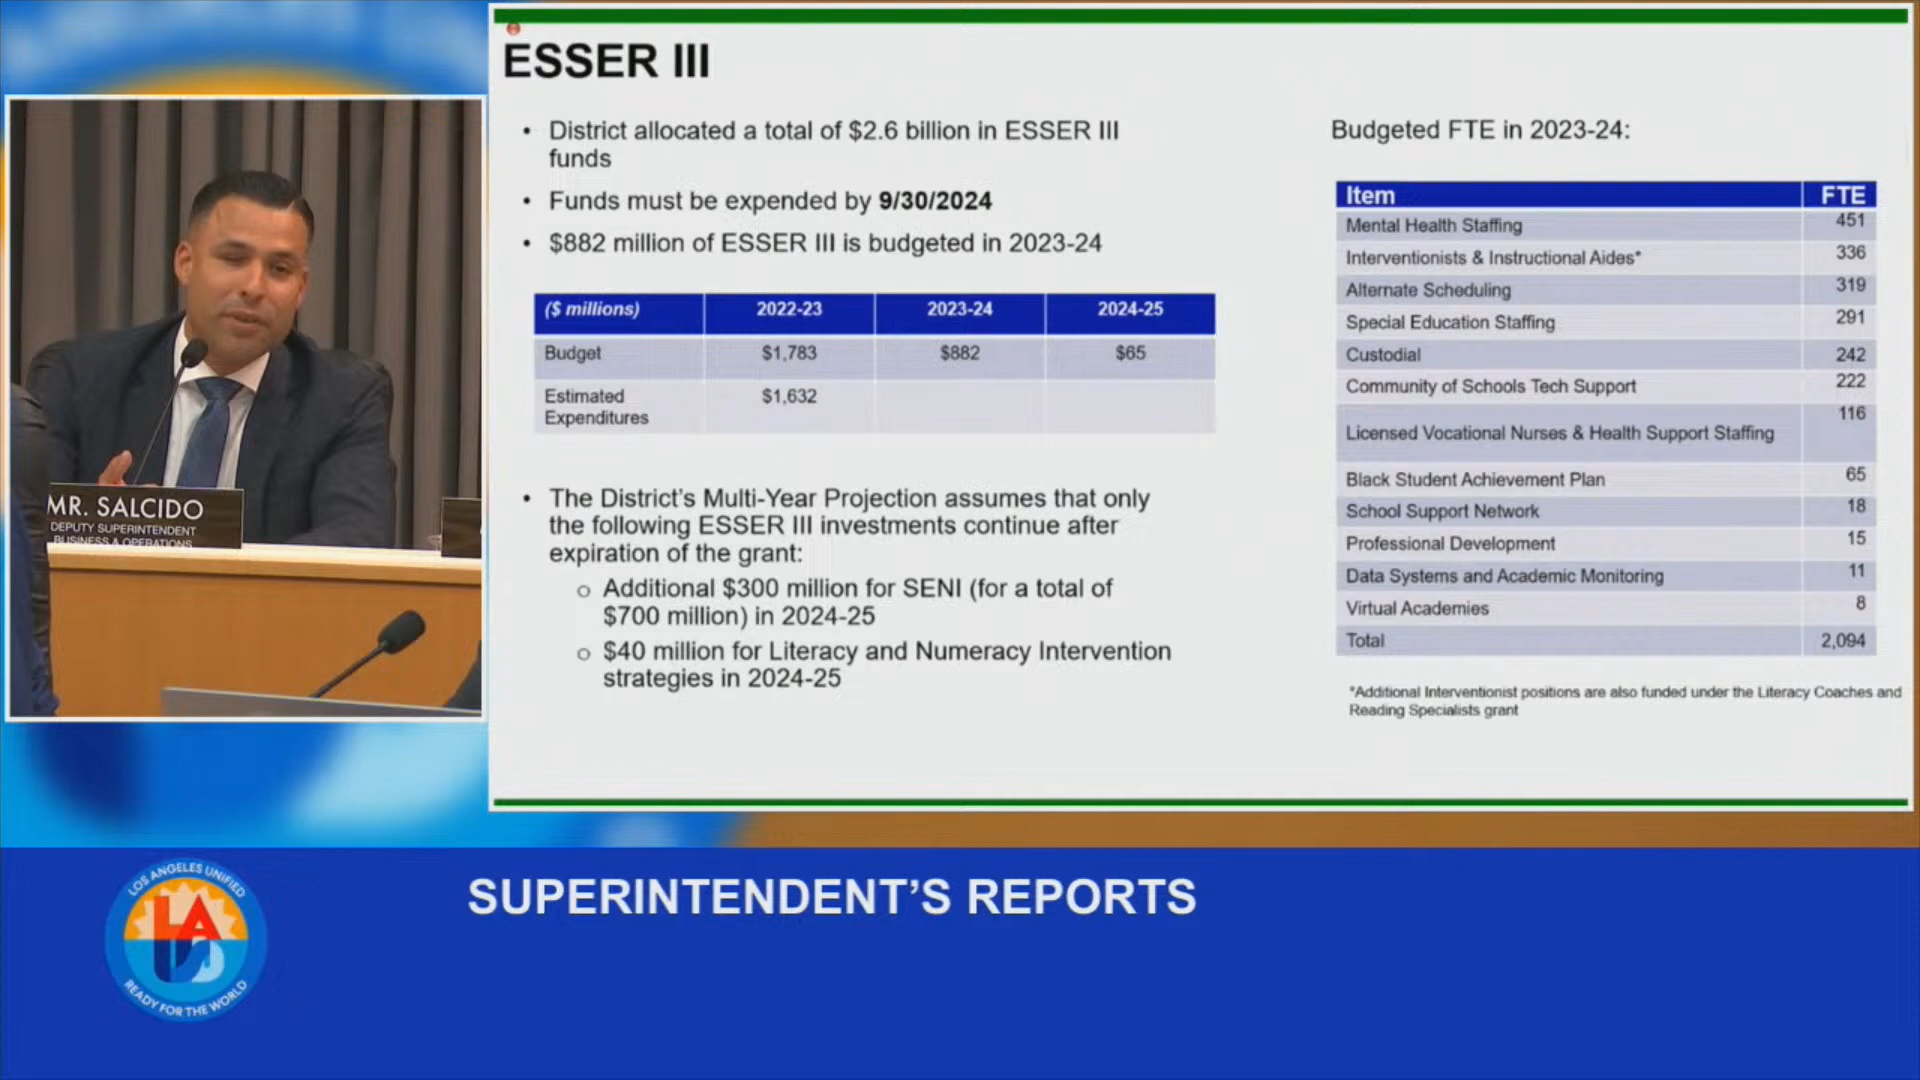 ESSER III
• District allocated a total of $2.6 billion in ESSER III
funds
• Funds must be expended by 9/30/2024
• $882 million of ESSER III is budgeted in 2023-24
($ millions) 2022-23 2023-24 2024-25
Budget $1,783 $882 $65
Estimated
Expenditures $1,632
• The District's Multi-Year Projection assumes that only
the following ESSER III investments continue after
expiration of the grant:
o Additional $300 million for SENI (for a total of
$700 million) in 2024-25
o $40 million for Literacy and Numeracy Intervention
strategies in 2024-25
Budgeted FTE in 2023-24:
Item FTE
Mental Health Staffing 451
Interventionists & Instructional Aides* 336
Alternate Scheduling 319
Special Education Staffing 291
Custodial 242
Community of Schools Tech Support 222
Licensed Vocational Nurses & Health Support Staffing 116
Black Student Achievement Plan 65
School Support Network 18
Professional Development 15
Data Systems and Academic Monitoring 11
Virtual Academies 8
Total 2,094
*Additional Interventionist positions are also funded under the Literacy Coaches and
Reading Specialists grant
MR. SALCIDO
DEPUTY SUPERINTENDENT
BUSINESS & OPERATIONS
SUPERINTENDENT'S REPORTS
LOS ANGELES UNIFIED
LA
US
READY FOR THE WORLD